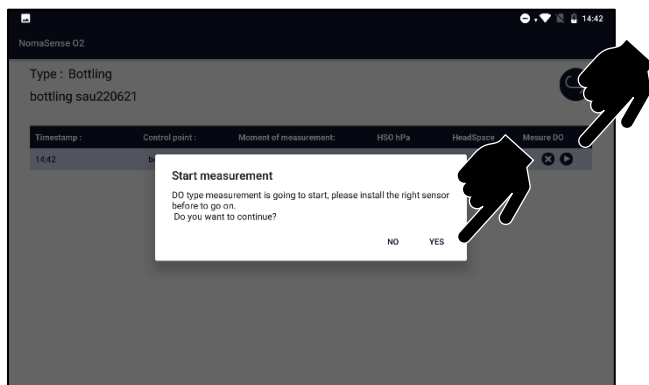 14:42
NomaSense O2
Type : Bottling
bottling sau220621
Timestamp : Control point : Moment of measurement: HSO hPa HeadSpace Mesure DO
14:42
Start measurement
DO type measurement is going to start, please install the right sensor
before to go on.
Do you want to continue?
NO YES